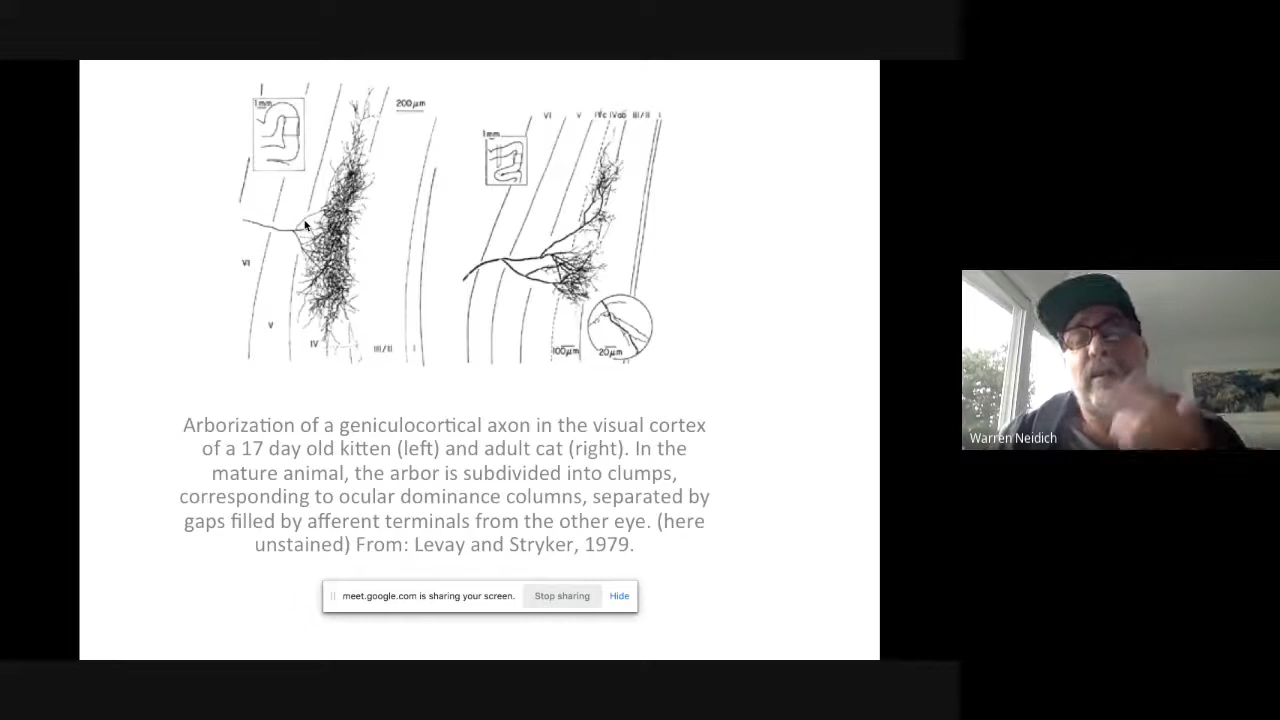 1mm
200 µm
VI
V
IV
III/II
I
VI V IVc IVab III/II I
1mm
100µm
20µm
Arborization of a geniculocortical axon in the visual cortex
of a 17 day old kitten (left) and adult cat (right). In the
mature animal, the arbor is subdivided into clumps,
corresponding to ocular dominance columns, separated by
gaps filled by afferent terminals from the other eye. (here
unstained) From: Levay and Stryker, 1979.
meet.google.com is sharing your screen. Stop sharing Hide
Warren Neidich